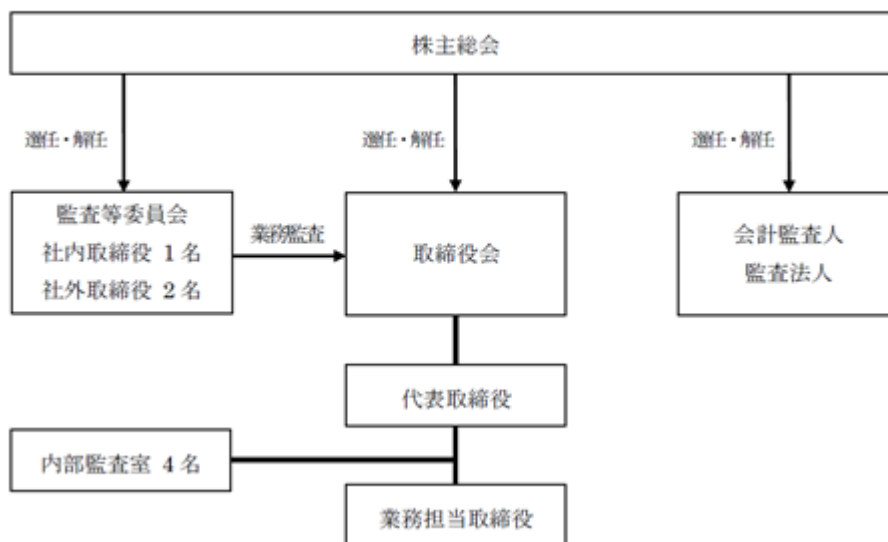 株主総会
選任・解任
選任・解任
選任・解任
監査等委員会
社内取締役 1 名
社外取締役 2 名
業務監査
取締役会
会計監査人
監査法人
代表取締役
内部監査室 4 名
業務担当取締役